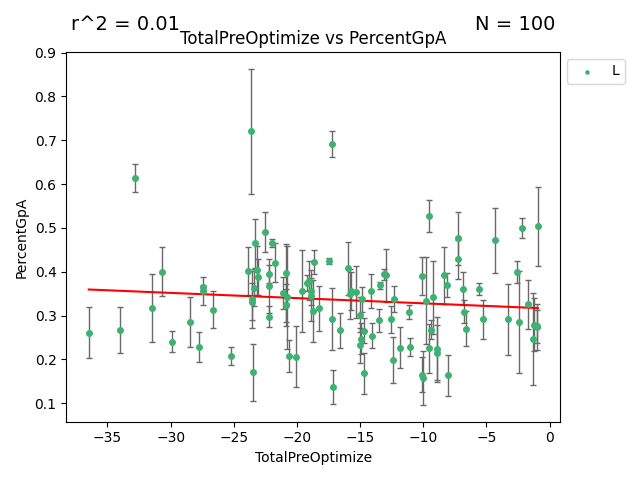 r^2 = 0.01
N = 100
TotalPreOptimize vs PercentGpA
L
PercentGpA
0.9
0.8
0.7
0.6
0.5
0.4
0.3
0.2
0.1
−35 −30 −25 −20 −15 −10 −5 0
TotalPreOptimize